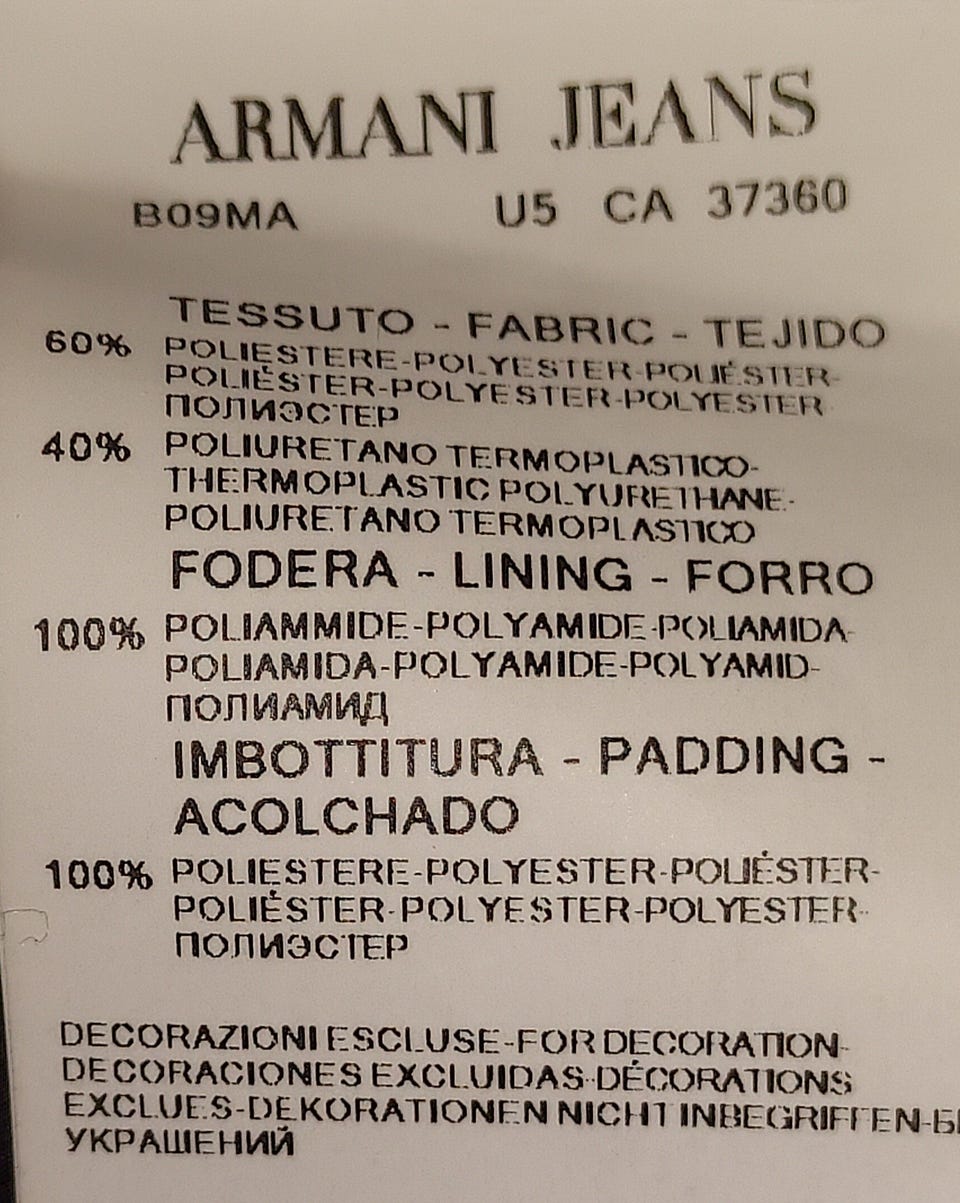 ARMANI JEANS
B09MA U5 CA 37360
TESSUTO - FABRIC - TEJIDO
60% POLIESTERE-POLYESTER-POLIÉSTER-
POLIÉSTER-POLYESTER-POLYESTER
ПОЛИЭСТЕР
40% POLIURETANO TERMOPLASTICO-
THERMOPLASTIC POLYURETHANE-
POLIURETANO TERMOPLASTICO
FODERA - LINING - FORRO
100% POLIAMMIDE-POLYAMIDE-POLIAMIDA-
POLIAMIDA-POLYAMIDE-POLYAMID-
ПОЛИАМИД
IMBOTTITURA - PADDING -
ACOLCHADO
100% POLIESTERE-POLYESTER-POLIÉSTER-
POLIÉSTER-POLYESTER-POLYESTER-
ПОЛИЭСТЕР
DECORAZIONI ESCLUSE-FOR DECORATION-
DECORACIONES EXCLUIDAS-DÉCORATIONS
EXCLUES-DEKORATIONEN NICHT INBEGRIFFEN-
УКРАШЕНИЙ